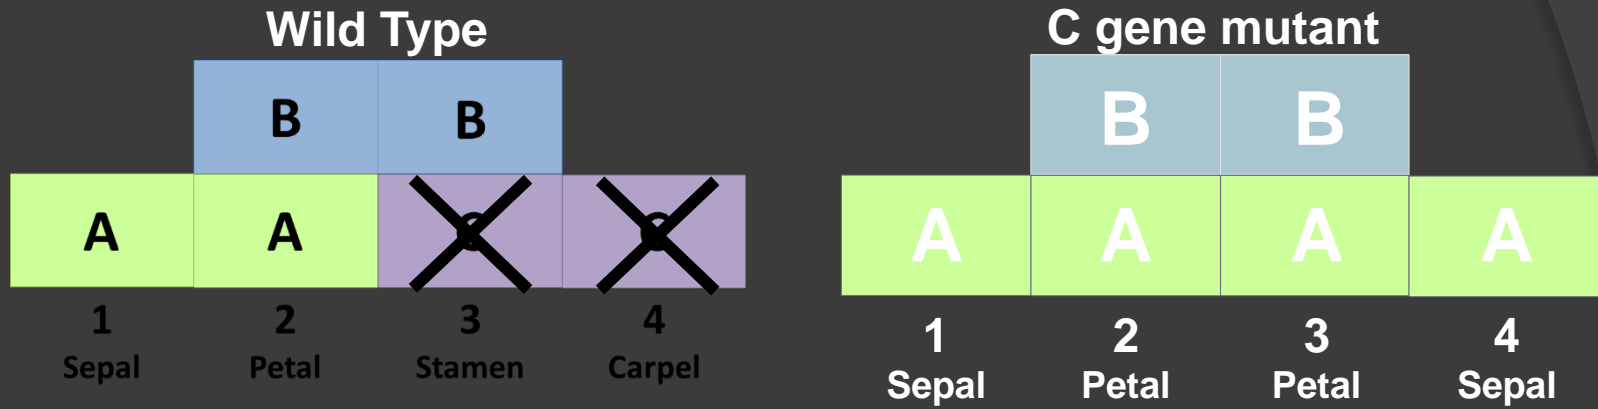 Wild Type
B B
A A C C
1 2 3 4
Sepal Petal Stamen Carpel
C gene mutant
B B
A A A A
1 2 3 4
Sepal Petal Petal Sepal